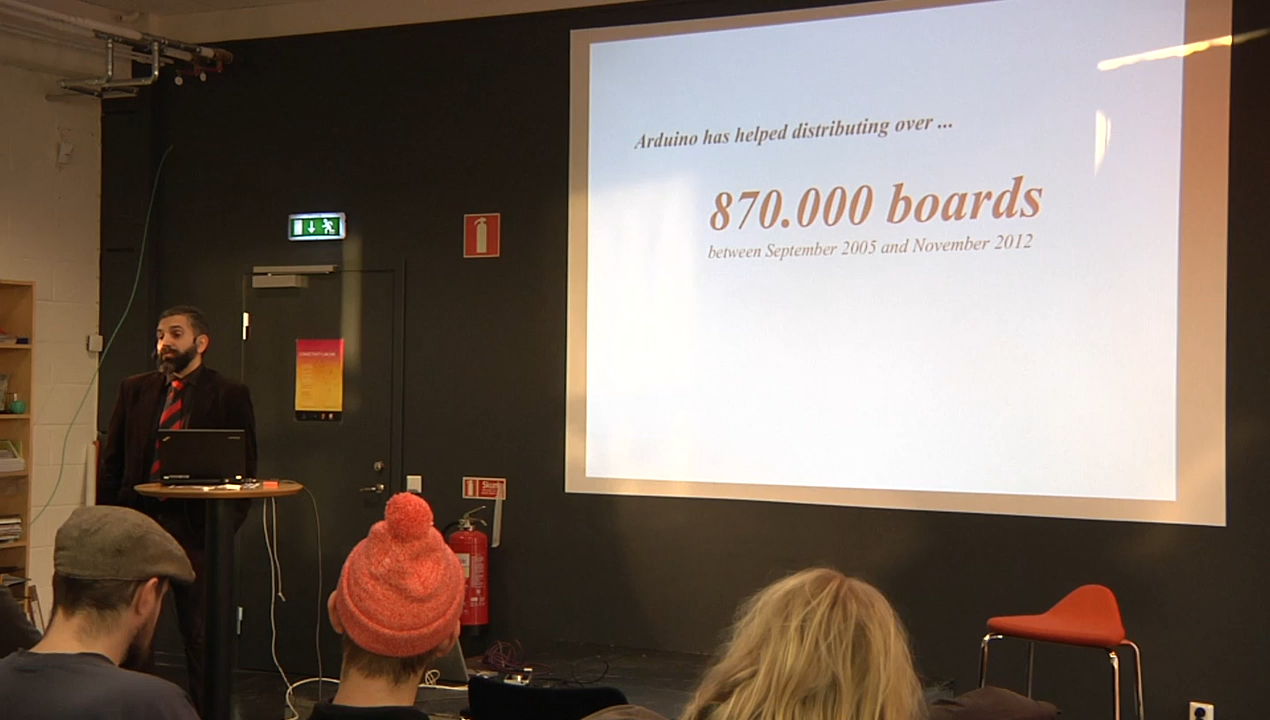 Arduino has helped distributing over ...
870.000 boards
between September 2005 and November 2012